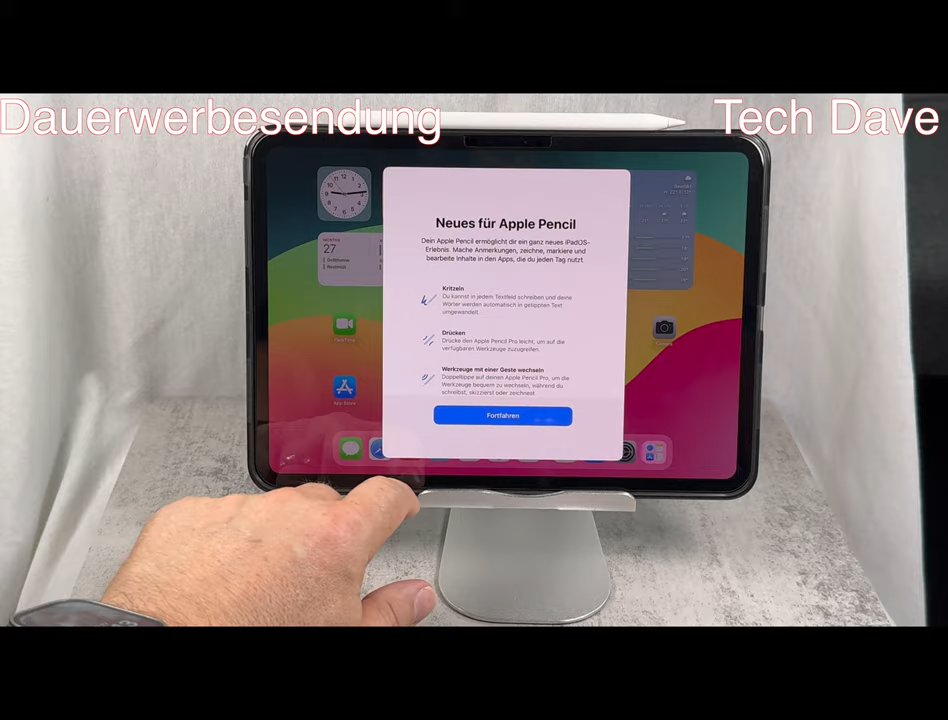 Dauerwerbesendung
Tech Dave
Neues für Apple Pencil
Dein Apple Pencil ermöglicht dir ein ganz neues iPadOS-
Erlebnis. Mache Anmerkungen, zeichne, markiere und
bearbeite Inhalte in den Apps, die du jeden Tag nutzt.
Kritzeln
Du kannst in jedem Textfeld schreiben und deine
Wörter werden automatisch in getippten Text
umgewandelt.
Drücken
Drücke den Apple Pencil Pro leicht, um auf die
verfügbaren Werkzeuge zuzugreifen.
Werkzeuge mit einer Geste wechseln
Doppeltippe auf deinen Apple Pencil Pro, um die
Werkzeuge bequem zu wechseln, während du
schreibst, skizzierst oder zeichnest
Fortfahren
27
App Store